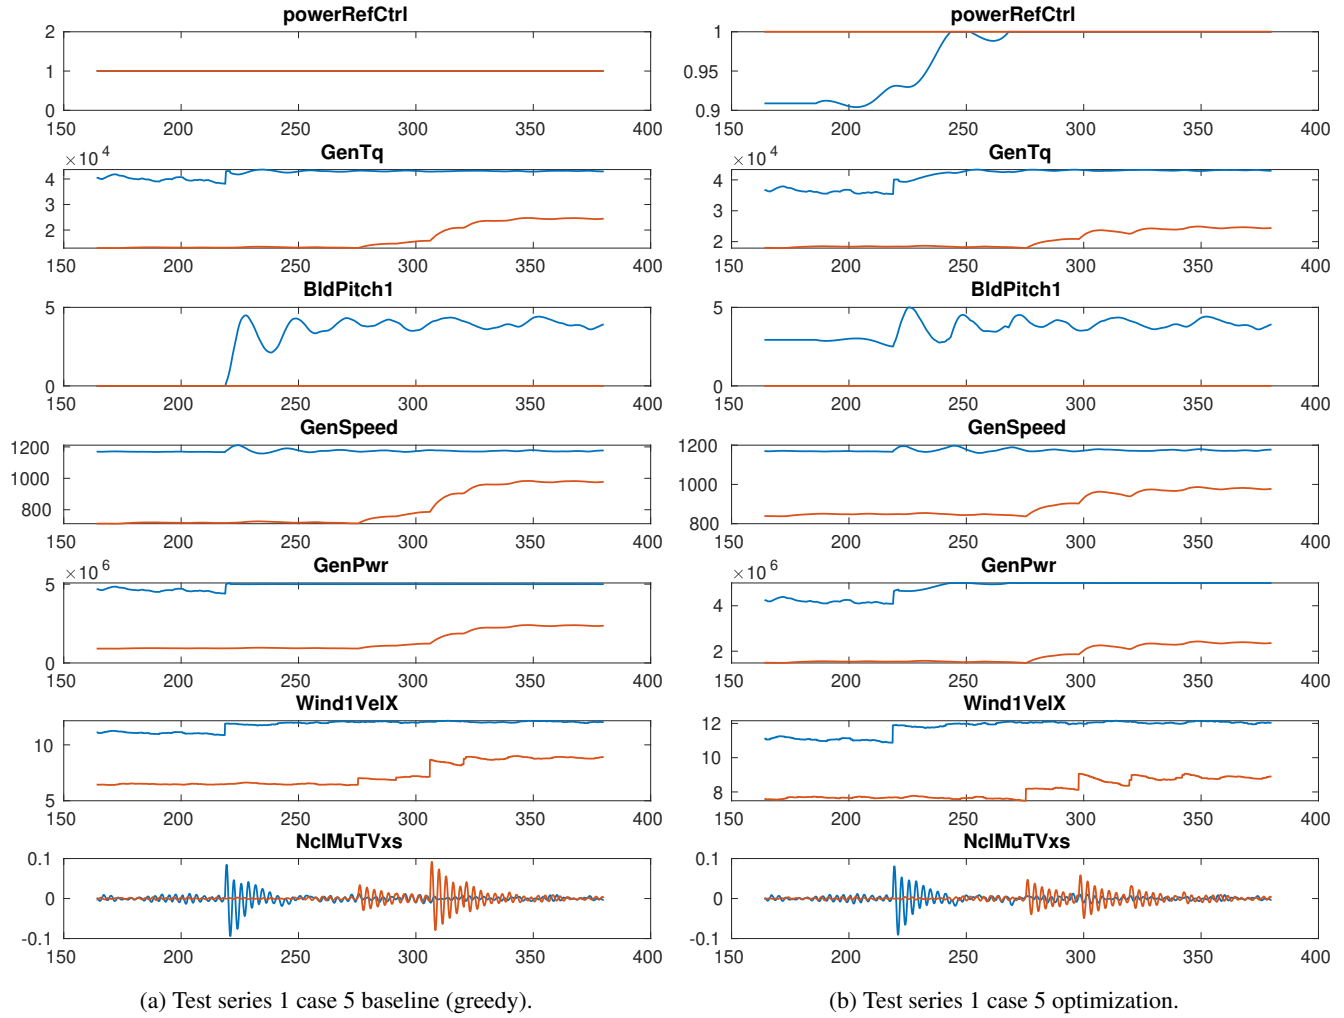 powerRefCtrl
2
1
0
150 200 250 300 350 400
×10^4
GenTq
4
3
2
150 200 250 300 350 400
BldPitch1
5
0
150 200 250 300 350 400
GenSpeed
1200
1000
800
150 200 250 300 350 400
×10^6
GenPwr
5
0
150 200 250 300 350 400
Wind1VelX
10
5
150 200 250 300 350 400
NclMuTVxs
0.1
0
-0.1
150 200 250 300 350 400
(a) Test series 1 case 5 baseline (greedy).
powerRefCtrl
1
0.95
0.9
150 200 250 300 350 400
×10^4
GenTq
4
3
2
150 200 250 300 350 400
BldPitch1
5
0
150 200 250 300 350 400
GenSpeed
1200
1000
800
150 200 250 300 350 400
×10^6
GenPwr
4
2
150 200 250 300 350 400
Wind1VelX
12
10
8
150 200 250 300 350 400
NclMuTVxs
0.1
0
-0.1
150 200 250 300 350 400
(b) Test series 1 case 5 optimization.